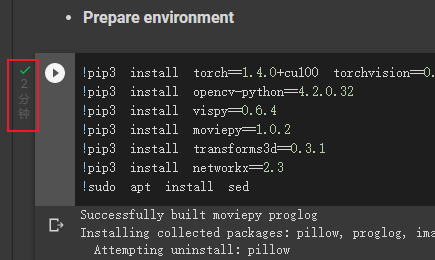 Prepare environment
2
分
钟
!pip3 install torch==1.4.0+cu100 torchvision==0.
!pip3 install opencv-python==4.2.0.32
!pip3 install vispy==0.6.4
!pip3 install moviepy==1.0.2
!pip3 install transforms3d==0.3.1
!pip3 install networkx==2.3
!sudo apt install sed
Successfully built moviepy proglog
Installing collected packages: pillow, proglog, ima
Attempting uninstall: pillow